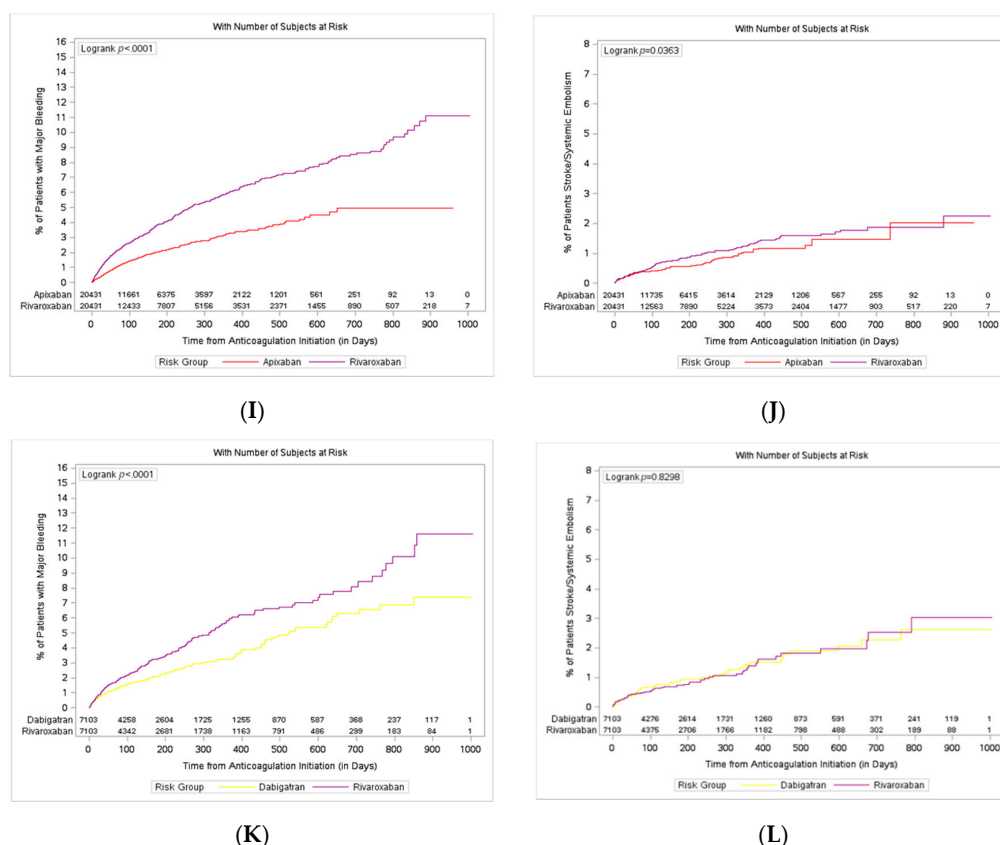 With Number of Subjects at Risk
Logrank p<.0001
% of Patients with Major Bleeding
16
15
14
13
12
11
10
9
8
7
6
5
4
3
2
1
0
Apixaban 20431 11661 6375 3597 2122 1201 561 251 92 13 0
Rivaroxaban 20431 12433 7807 5156 3531 2371 1455 890 507 218 7
0 100 200 300 400 500 600 700 800 900 1000
Time from Anticoagulation Initiation (in Days)
Risk Group Apixaban Rivaroxaban
(I)
With Number of Subjects at Risk
Logrank p=0.0363
% of Patients Stroke/Systemic Embolism
8
7
6
5
4
3
2
1
0
Apixaban 20431 11735 6415 3614 2129 1206 567 255 92 13 0
Rivaroxaban 20431 12563 7890 5224 3573 2404 1477 903 517 220 7
0 100 200 300 400 500 600 700 800 900 1000
Time from Anticoagulation Initiation (in Days)
Risk Group Apixaban Rivaroxaban
(J)
With Number of Subjects at Risk
Logrank p<.0001
% of Patients with Major Bleeding
16
15
14
13
12
11
10
9
8
7
6
5
4
3
2
1
0
Dabigatran 7103 4258 2604 1725 1255 870 587 368 237 117 1
Rivaroxaban 7103 4342 2681 1738 1163 791 486 299 183 84 1
0 100 200 300 400 500 600 700 800 900 1000
Time from Anticoagulation Initiation (in Days)
Risk Group Dabigatran Rivaroxaban
(K)
With Number of Subjects at Risk
Logrank p=0.8298
% of Patients Stroke/Systemic Embolism
8
7
6
5
4
3
2
1
0
Dabigatran 7103 4276 2614 1731 1260 873 591 371 241 119 1
Rivaroxaban 7103 4375 2706 1766 1182 798 488 302 189 88 1
0 100 200 300 400 500 600 700 800 900 1000
Time from Anticoagulation Initiation (in Days)
Risk Group Dabigatran Rivaroxaban
(L)